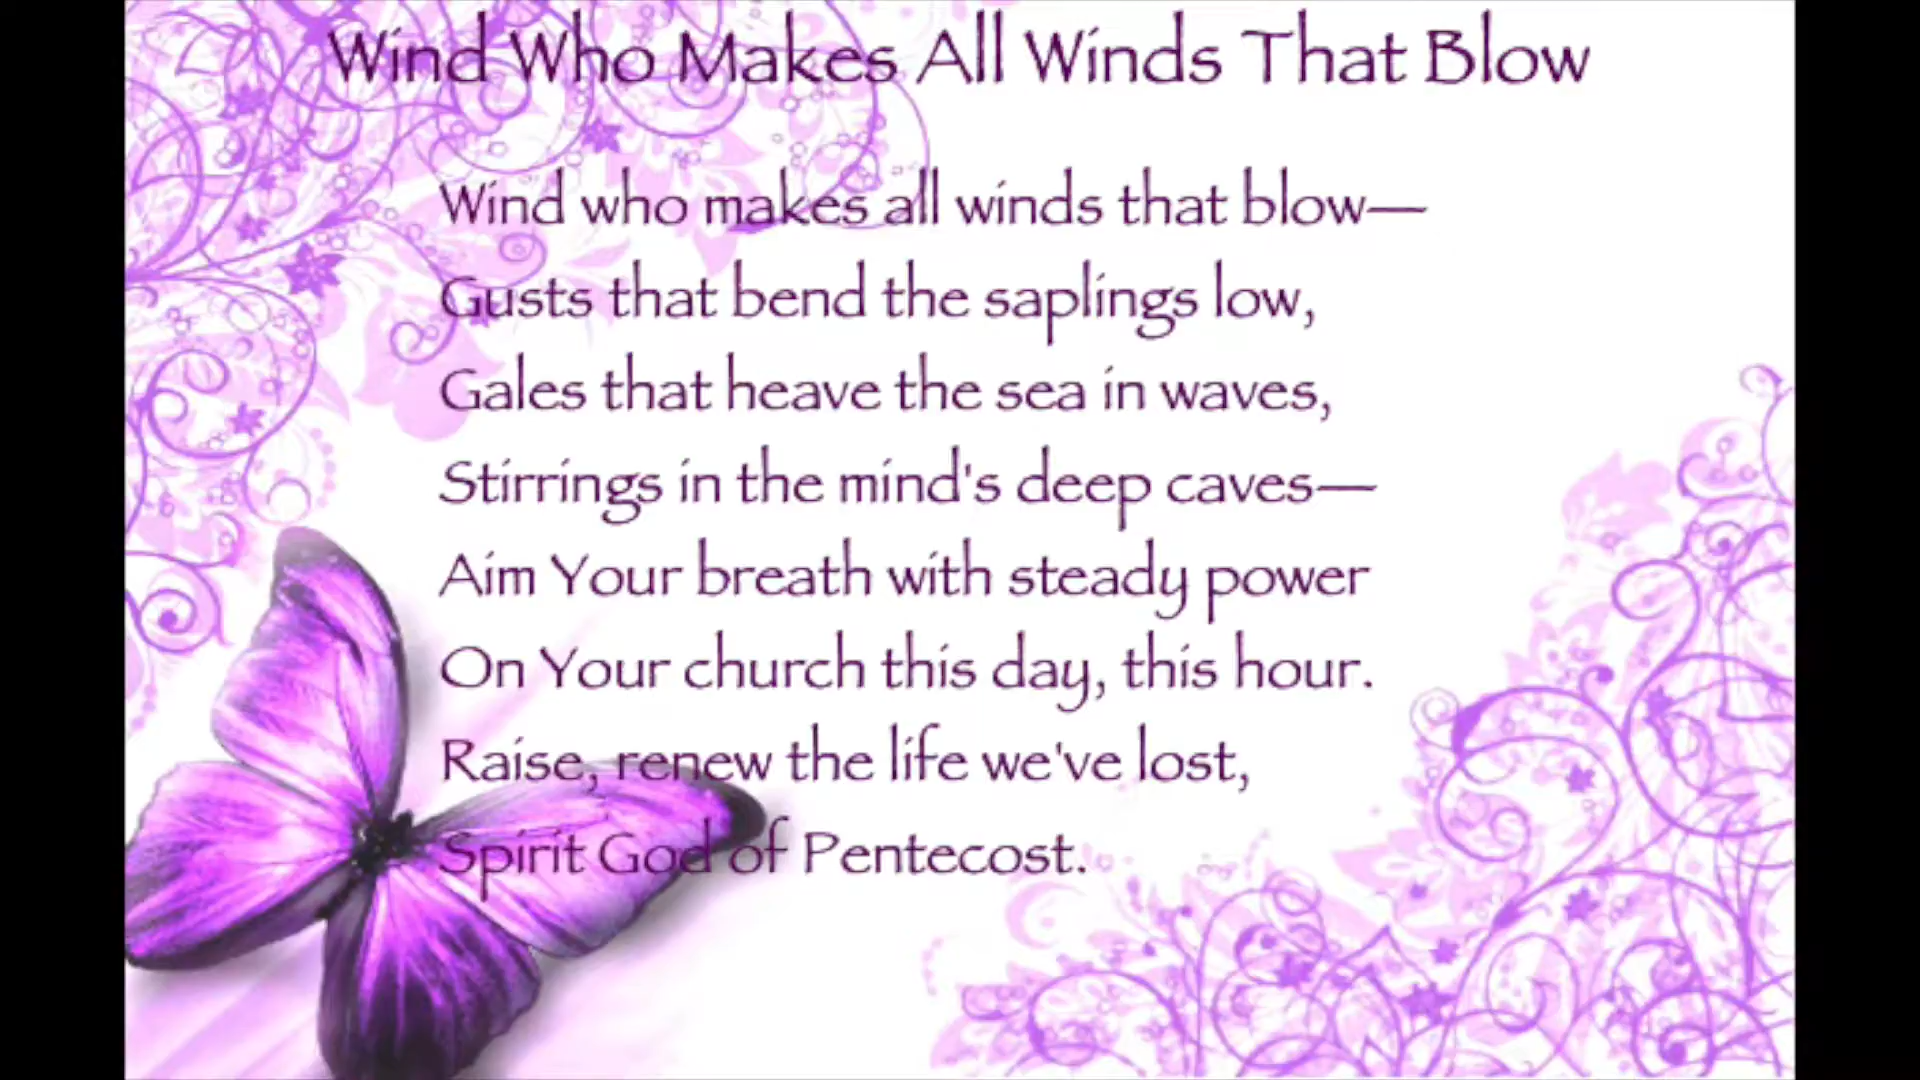 Wind Who Makes All Winds That Blow
Wind who makes all winds that blow—
Gusts that bend the saplings low,
Gales that heave the sea in waves,
Stirrings in the mind's deep caves—
Aim Your breath with steady power
On Your church this day, this hour.
Raise, renew the life we've lost,
Spirit God of Pentecost.